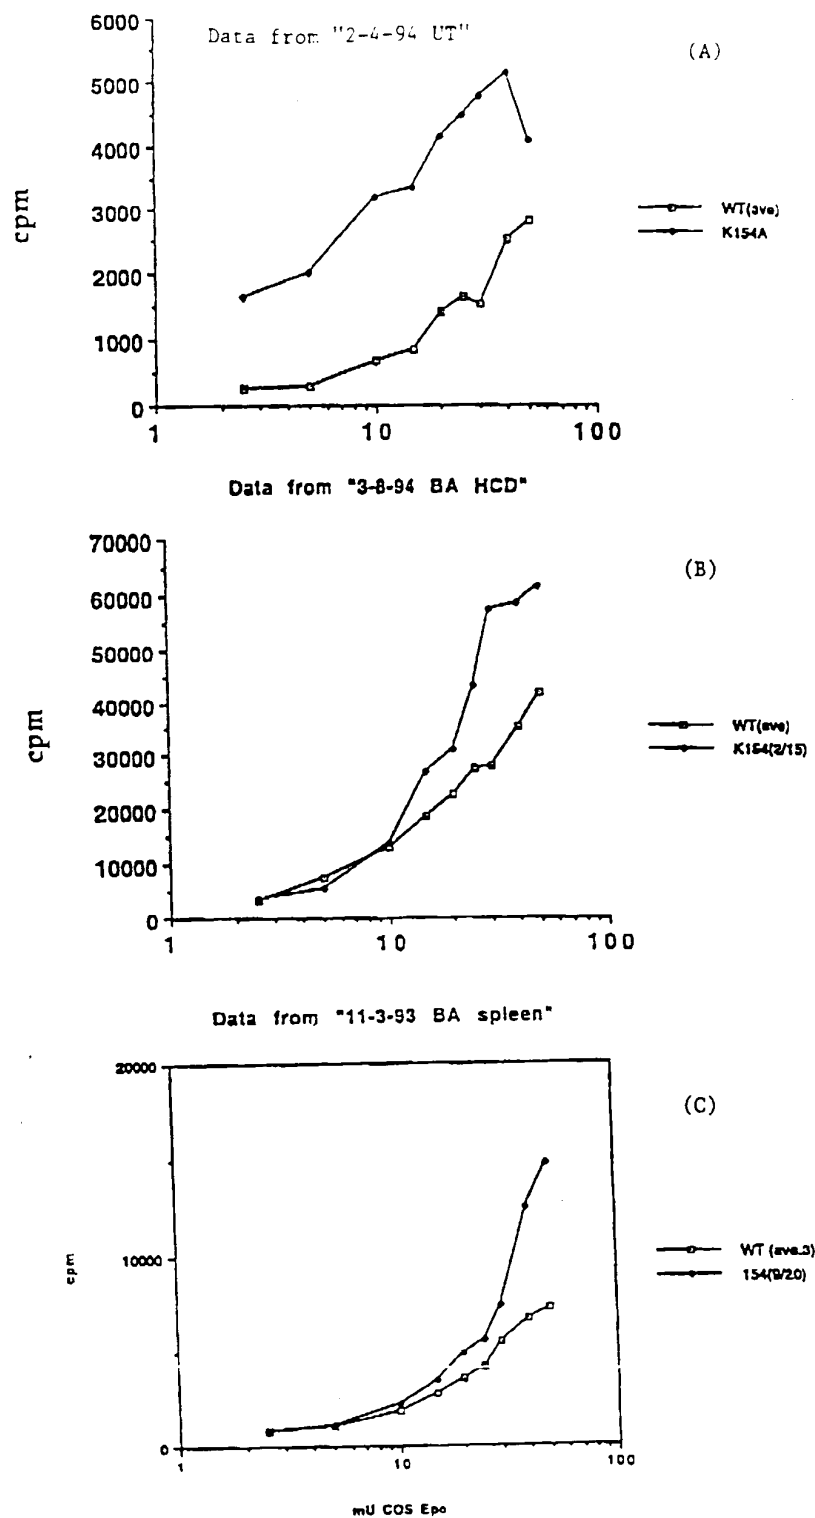 6000
Data from "2-4-94 UT"
(A)
5000
4000
3000
2000
1000
0
cpm
1
10
100
WT(ave)
K154A
Data from "3-8-94 BA HCD"
(B)
70000
60000
50000
40000
30000
20000
10000
0
cpm
1
10
100
WT(ave)
K154(2/15)
Data from "11-3-93 BA spleen"
(C)
20000
10000
0
cpm
1
10
100
WT (ave.3)
154(9/20)
mU COS Epo